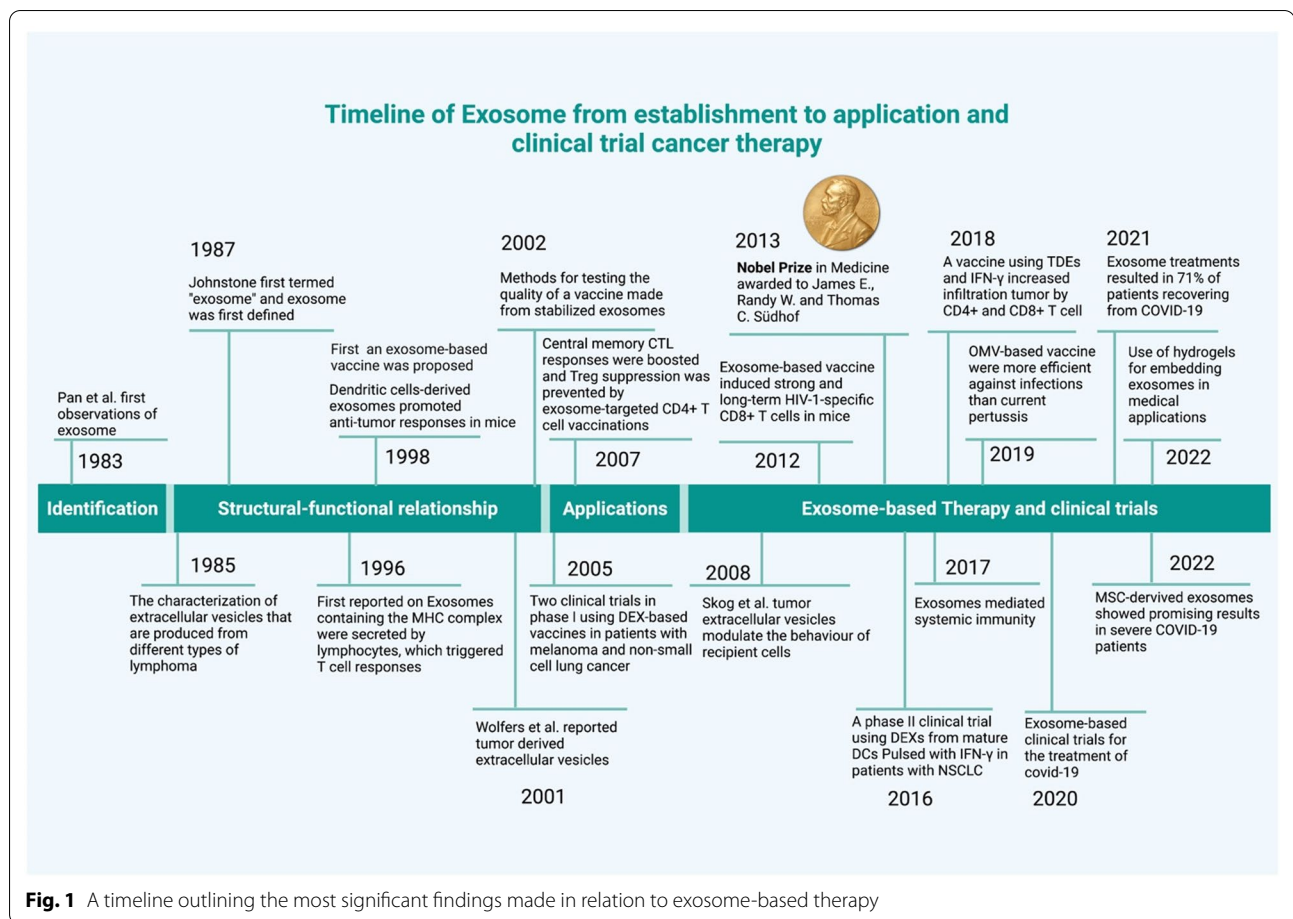 Timeline of Exosome from establishment to application and
clinical trial cancer therapy
1987
Johnstone first termed
"exosome" and exosome
was first defined
2002
Methods for testing the
quality of a vaccine made
from stabilized exosomes
2013
Nobel Prize in Medicine
awarded to James E.,
Randy W. and Thomas
C. Südhof
2018
A vaccine using TDEs
and IFN-γ increased
infiltration tumor by
CD4+ and CD8+ T cell
2021
Exosome treatments
resulted in 71% of
patients recovering
from COVID-19
Pan et al. first
observations of
exosome
1983
First an exosome-based
vaccine was proposed
Dendritic cells-derived
exosomes promoted
anti-tumor responses in mice
1998
Central memory CTL
responses were boosted
and Treg suppression was
prevented by
exosome-targeted CD4+ T
cell vaccinations
2007
Exosome-based vaccine
induced strong and
long-term HIV-1-specific
CD8+ T cells in mice
2012
OMV-based vaccine
were more efficient
against infections
than current
pertussis
2019
Use of hydrogels
for embedding
exosomes in
medical
applications
2022
Identification
Structural-functional relationship
Applications
Exosome-based Therapy and clinical trials
1985
The characterization of
extracellular vesicles that
are produced from
different types of
lymphoma
1996
First reported on Exosomes
containing the MHC complex
were secreted by
lymphocytes, which triggered
T cell responses
Wolfers et al. reported
tumor derived
extracellular vesicles
2001
2005
Two clinical trials in
phase I using DEX-based
vaccines in patients with
melanoma and non-small
cell lung cancer
2008
Skog et al. tumor
extracellular vesicles
modulate the behaviour of
recipient cells
A phase II clinical trial
using DEXs from mature
DCs Pulsed with IFN-γ in
patients with NSCLC
2016
2017
Exosomes mediated
systemic immunity
Exosome-based
clinical trials for
the treatment of
covid-19
2020
2022
MSC-dervived exosomes
showed promising results
in severe COVID-19
patients
Fig. 1 A timeline outlining the most significant findings made in relation to exosome-based therapy